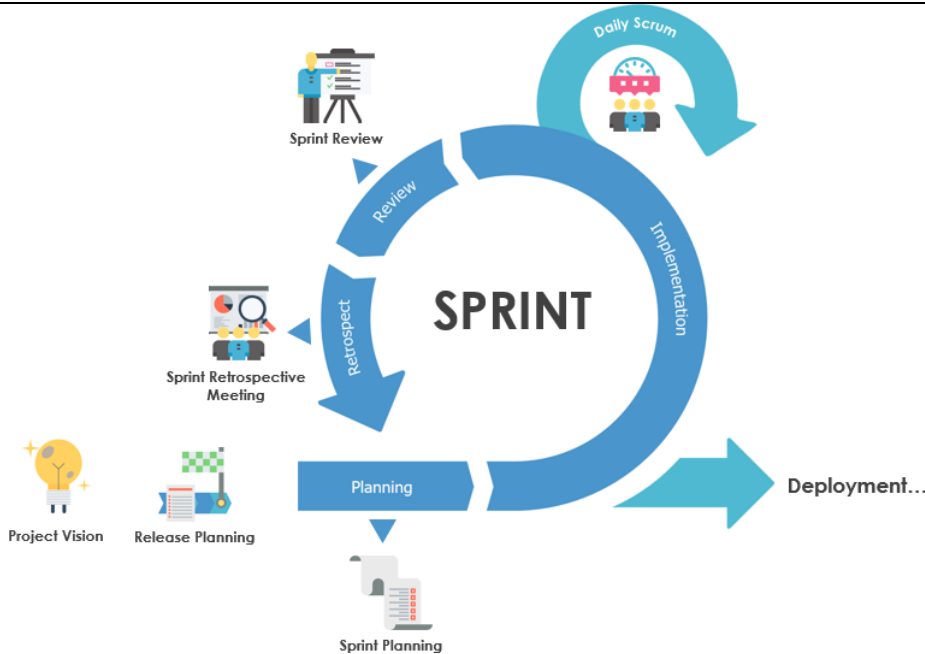 Daily Scrum
Sprint Review
Review
Implementation
SPRINT
Retrospect
Sprint Retrospective
Meeting
Planning
Deployment...
Project Vision
Release Planning
Sprint Planning